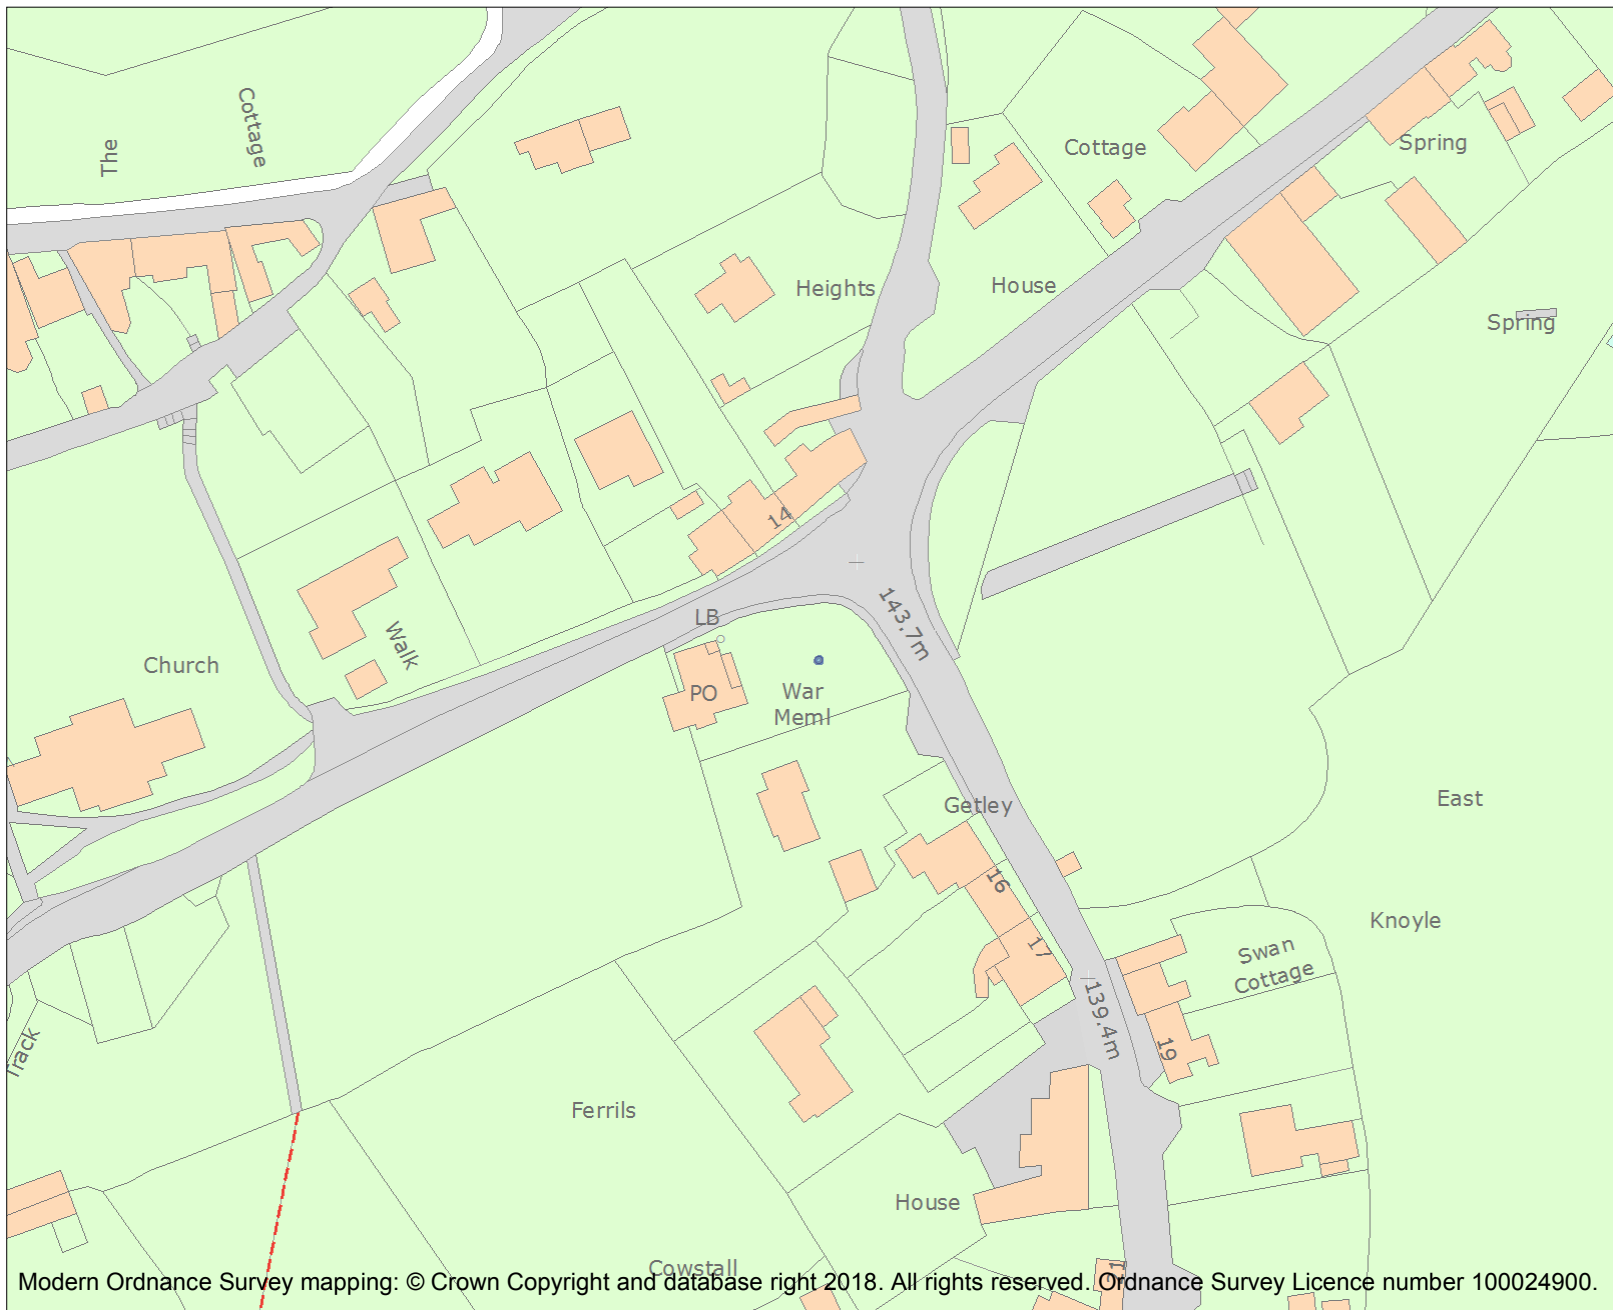 The
Cottage
Cottage
Spring
Heights
House
Spring
14
LB
143.7m
Walk
Church
PO
War
Meml
Getley
East
16
Knoyle
17
Swan
Cottage
139.4m
19
Track
Ferrils
House
Cowstall
21
Modern Ordnance Survey mapping: © Crown Copyright and database right 2018. All rights reserved. Ordnance Survey Licence number 100024900.